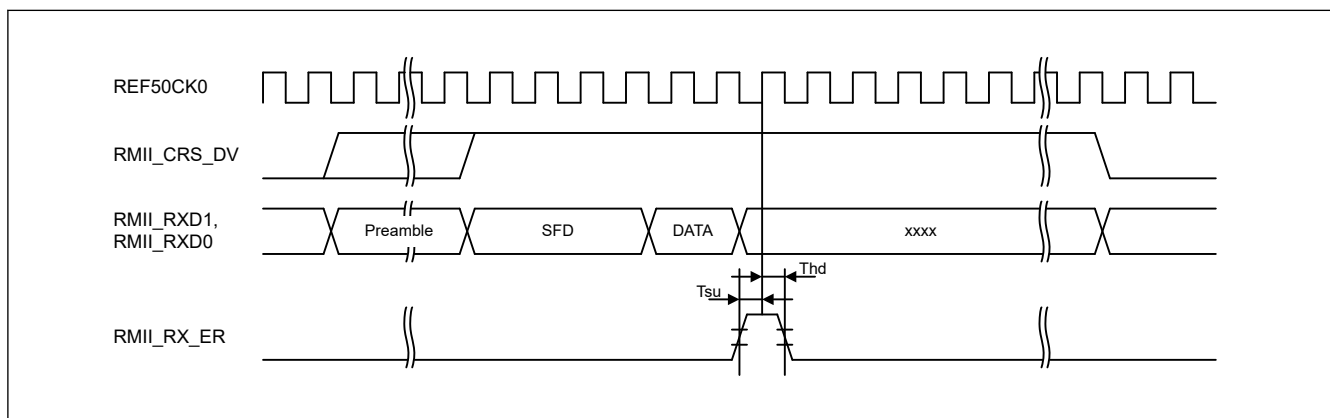 REF50CK0
RMII_CRS_DV
RMII_RXD1,
RMII_RXD0
Preamble
SFD
DATA
xxxx
Thd
Tsu
RMII_RX_ER